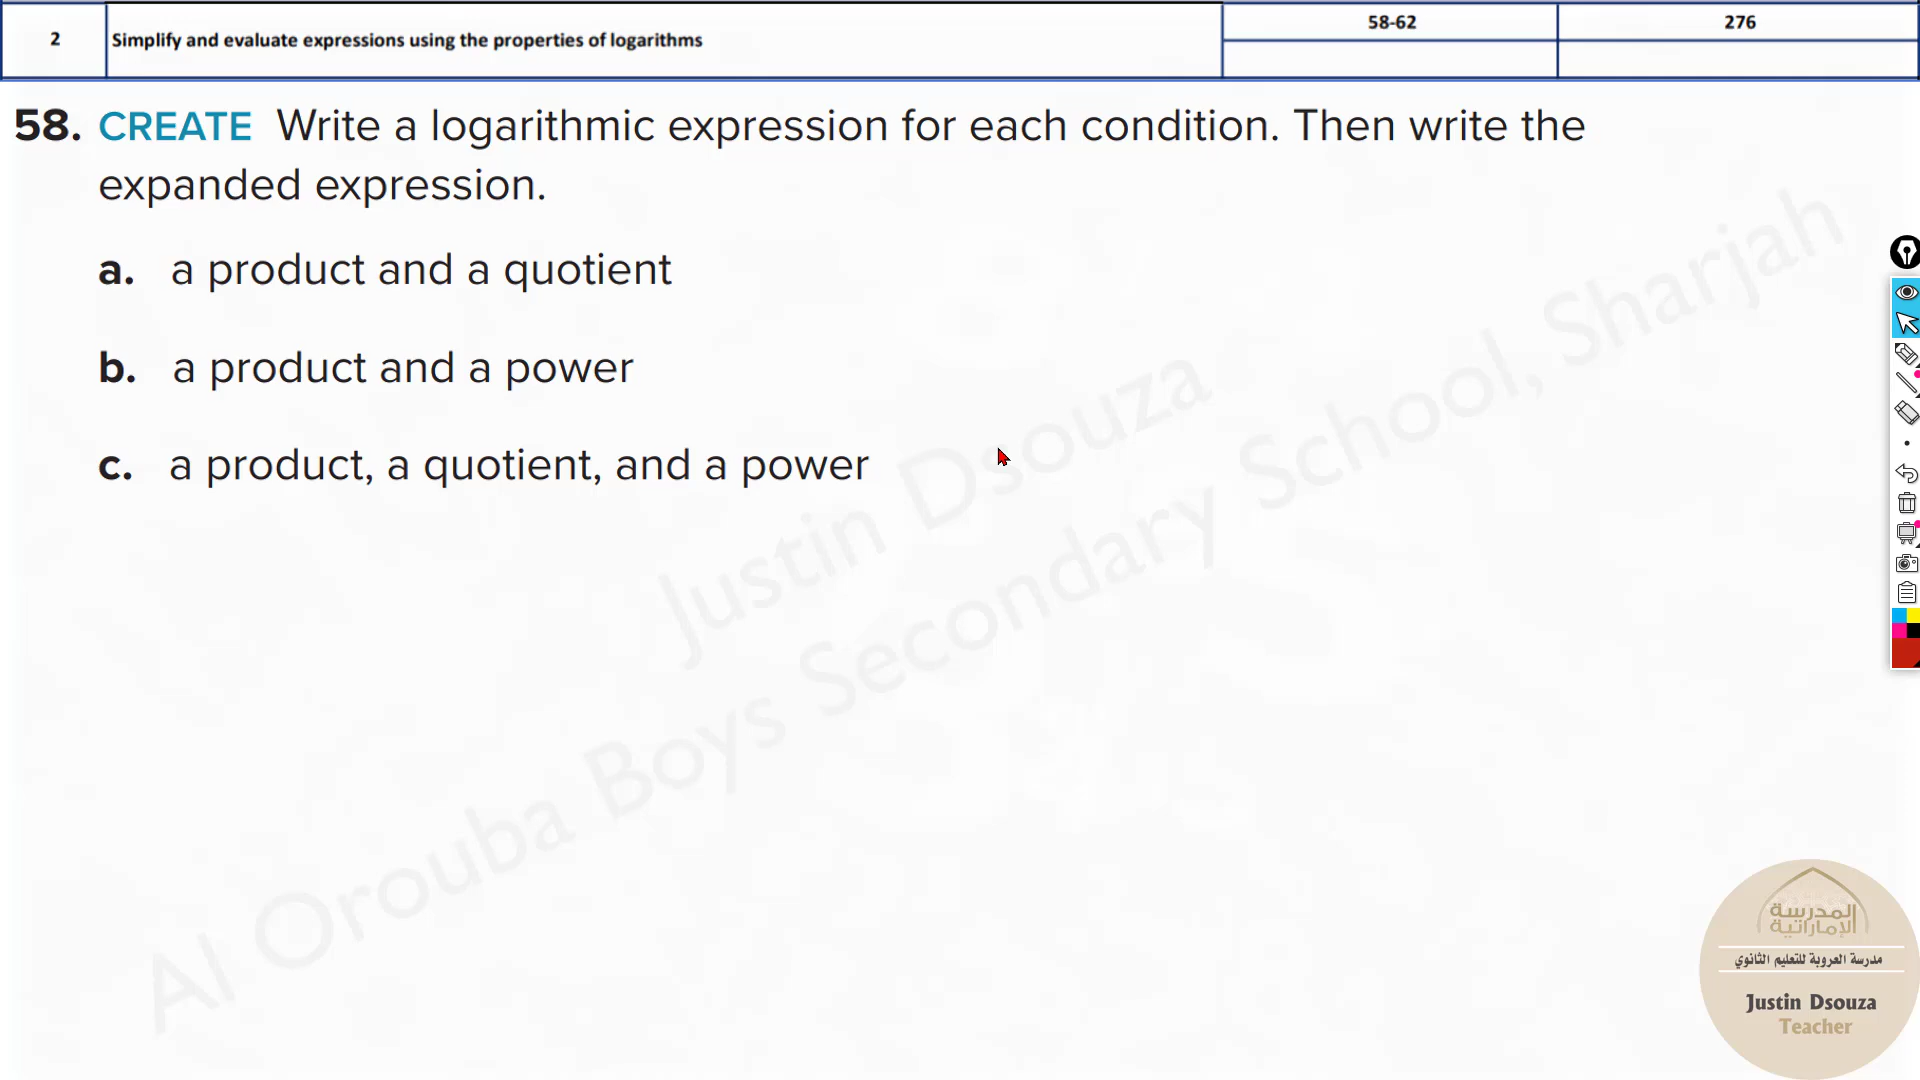 2
Simplify and evaluate expressions using the properties of logarithms
58-62
276
58. CREATE Write a logarithmic expression for each condition. Then write the
expanded expression.
a. a product and a quotient
b. a product and a power
c. a product, a quotient, and a power
Justin Dsouza
Al Orouba Boys Secondary School, Sharjah
المدرسة
الإماراتية
مدرسة العروبة للتعليم الثانوي
Justin Dsouza
Teacher